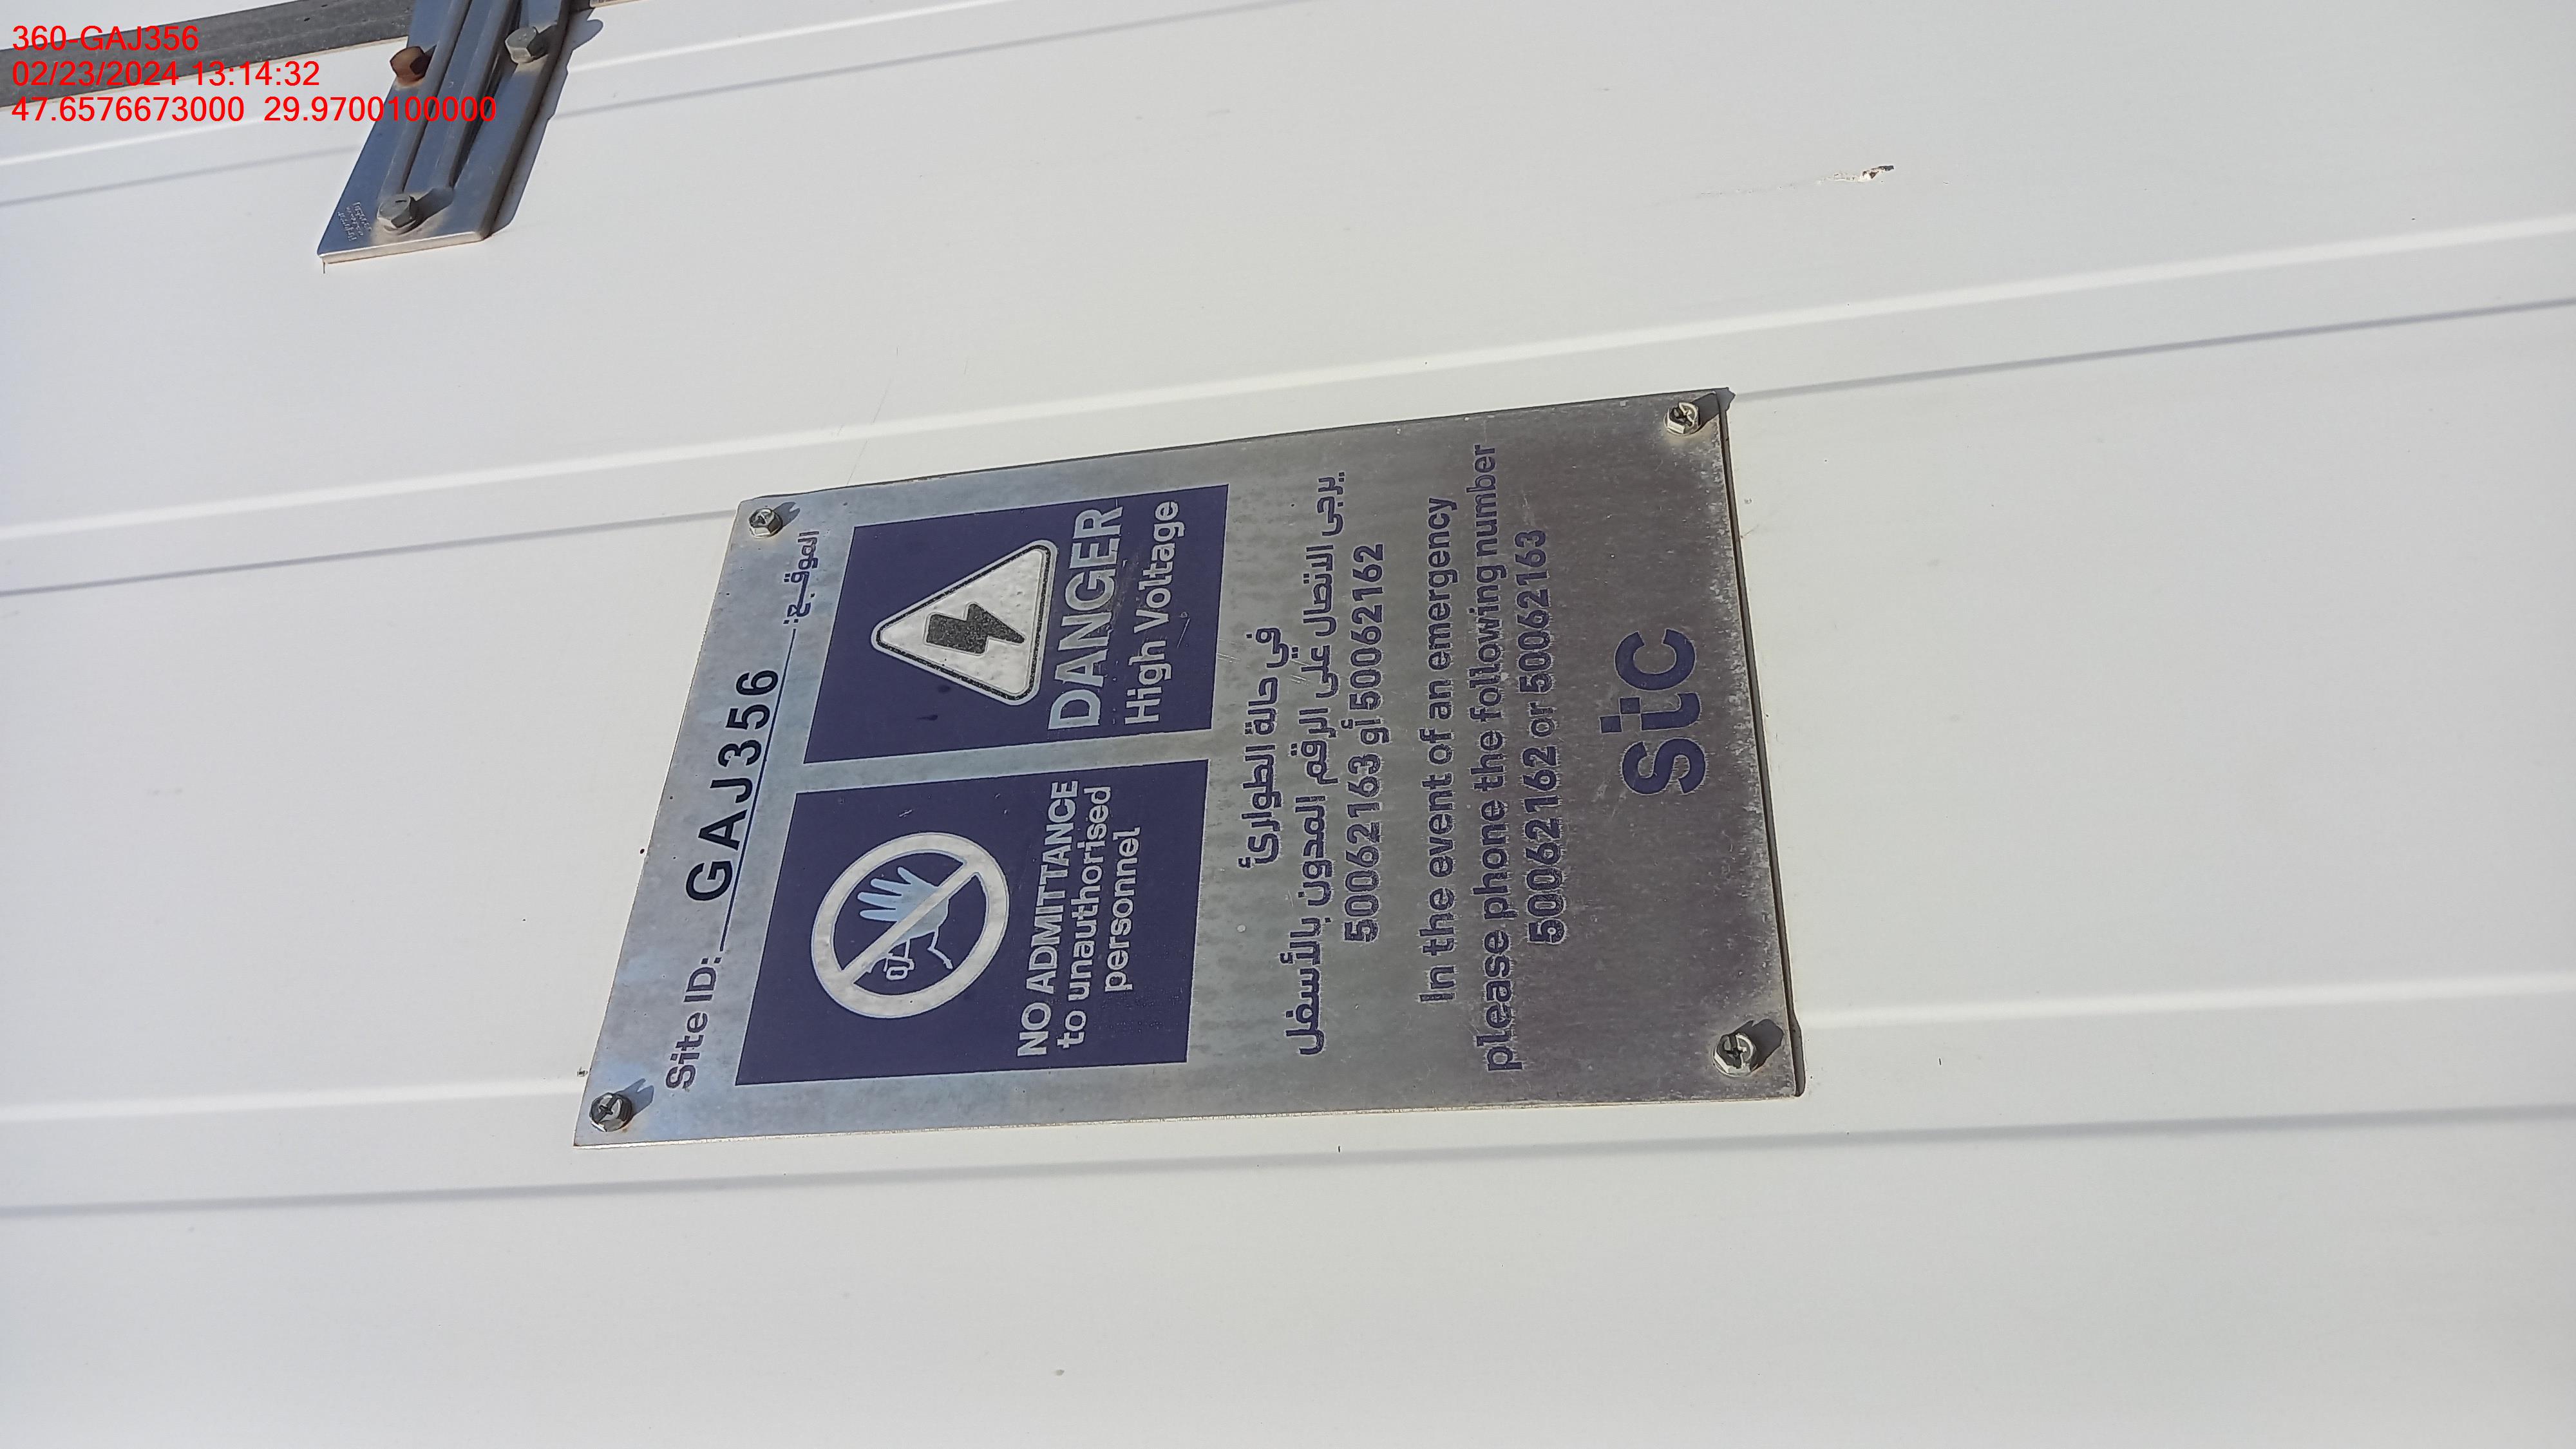 360-GAJ356
02/23/2024 13:14:32
47.6576673000 29.9700100000
Site ID: GAJ356 الموقـــع:
NO ADMITTANCE
to unauthorised
personnel
DANGER
High Voltage
في حالة الطوارئ
يرجى الاتصال على الرقم المدون بالأسفل
50062162 أو 50062163
In the event of an emergency
please phone the following number
50062162 or 50062163
stc